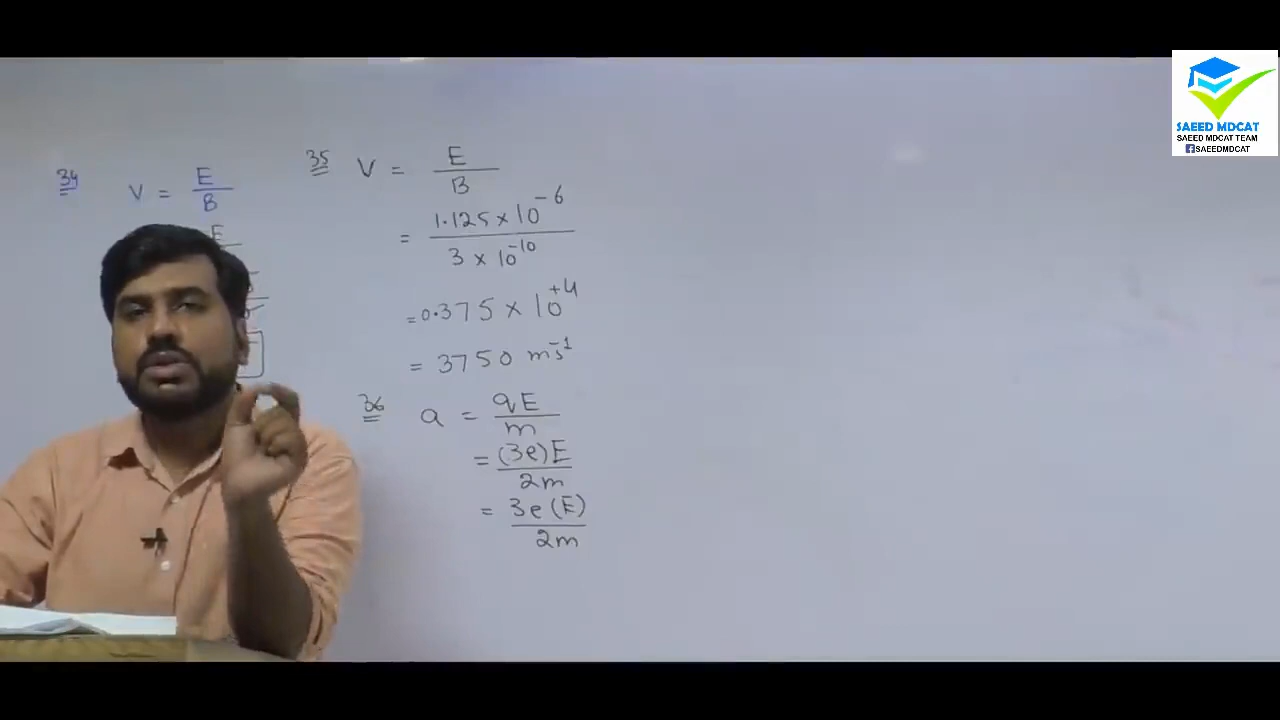 34
V = E
B
E
35 V = E
B
= 1.125 × 10⁻⁶
3 × 10⁻¹⁰
= 0.375 × 10⁺⁴
= 3750 ms⁻¹
36 a = qE
m
= (3e)E
2m
= 3e(E)
2m
SAEED MDCAT
SAEED MDCAT TEAM
SAEEDMDCAT